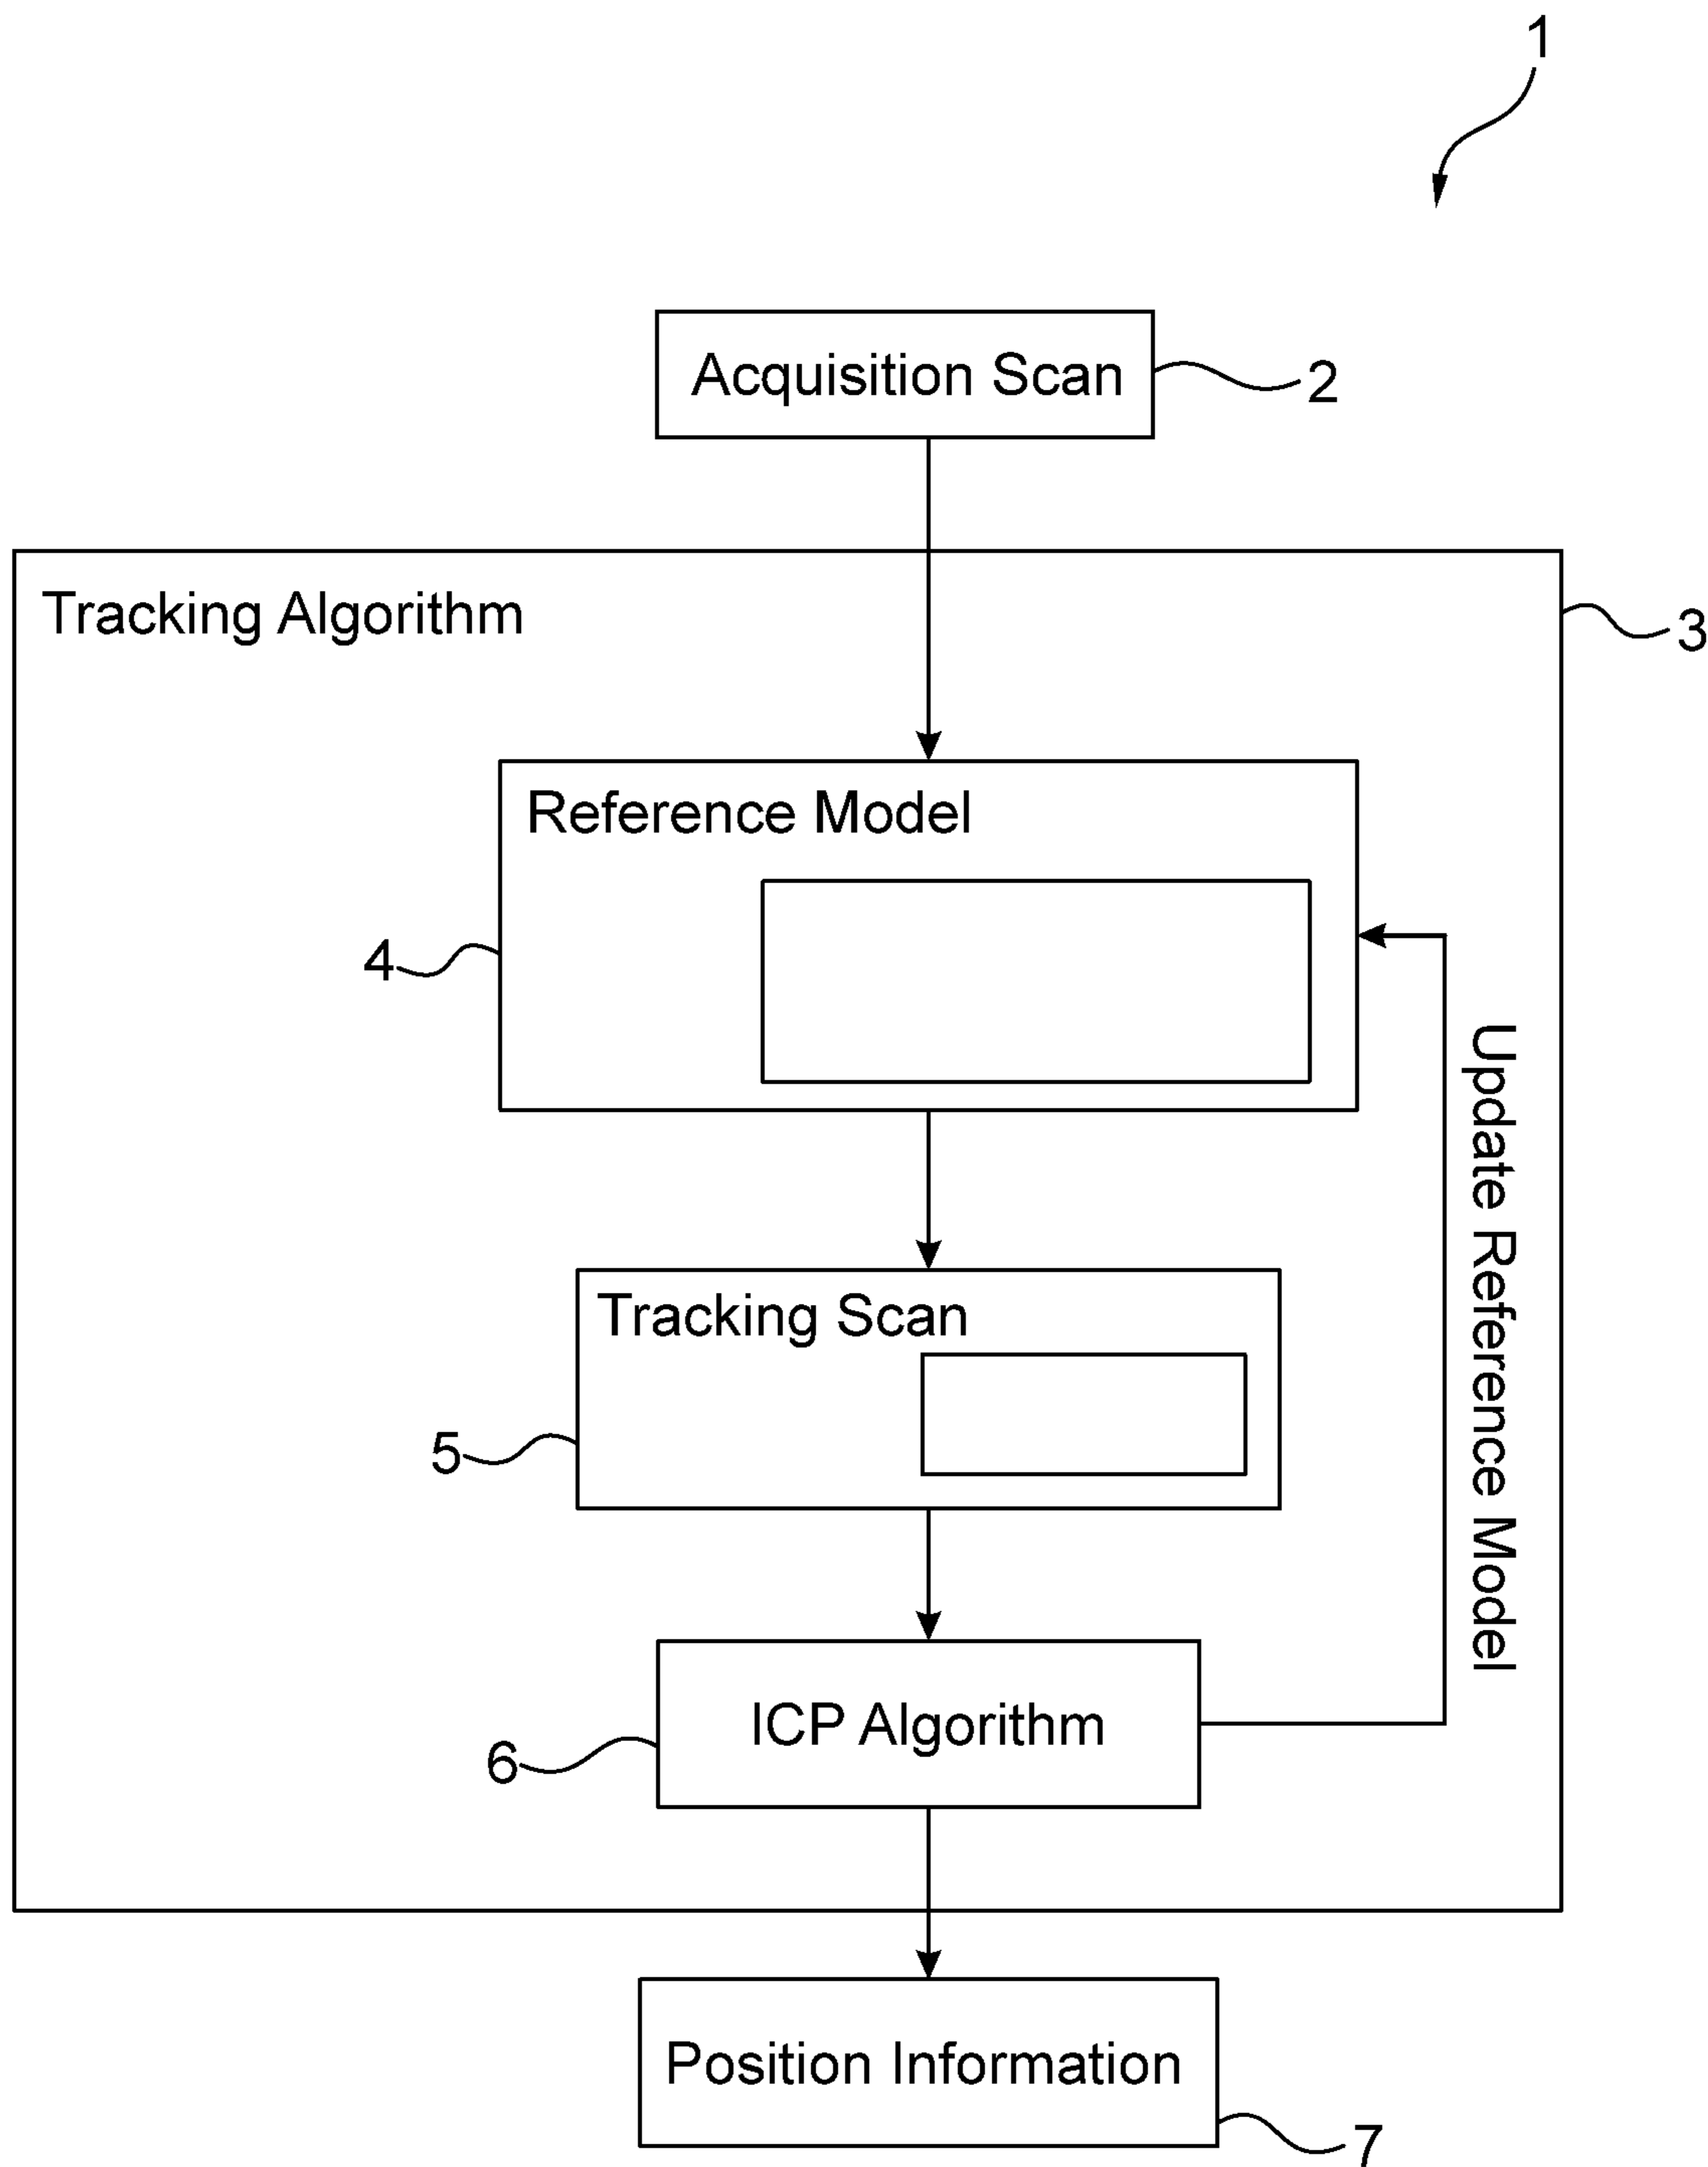 1
Acquisition Scan
2
Tracking Algorithm
3
Reference Model
4
Update Reference Model
Tracking Scan
5
ICP Algorithm
6
Position Information
7